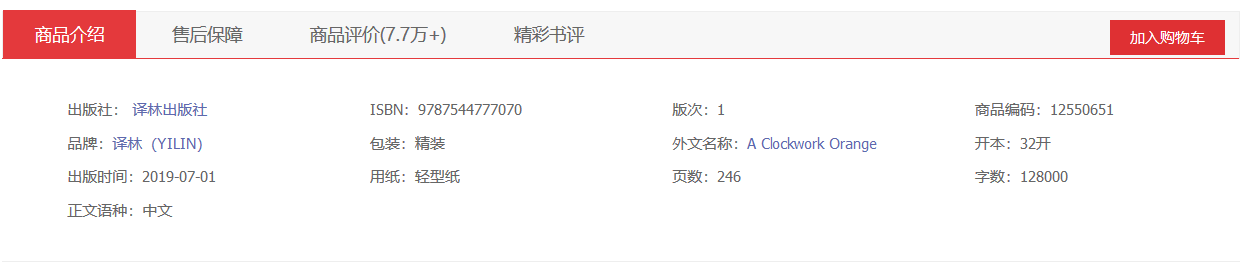 商品介绍 售后保障 商品评价(7.7万+) 精彩书评 加入购物车
出版社： 译林出版社 ISBN：9787544777070 版次：1 商品编码：12550651
品牌：译林（YILIN） 包装：精装 外文名称：A Clockwork Orange 开本：32开
出版时间：2019-07-01 用纸：轻型纸 页数：246 字数：128000
正文语种：中文